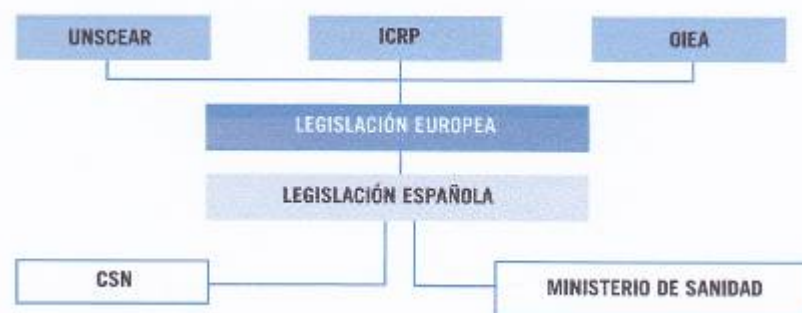 UNSCEAR
ICRP
OIEA
LEGISLACIÓN EUROPEA
LEGISLACIÓN ESPAÑOLA
CSN
MINISTERIO DE SANIDAD